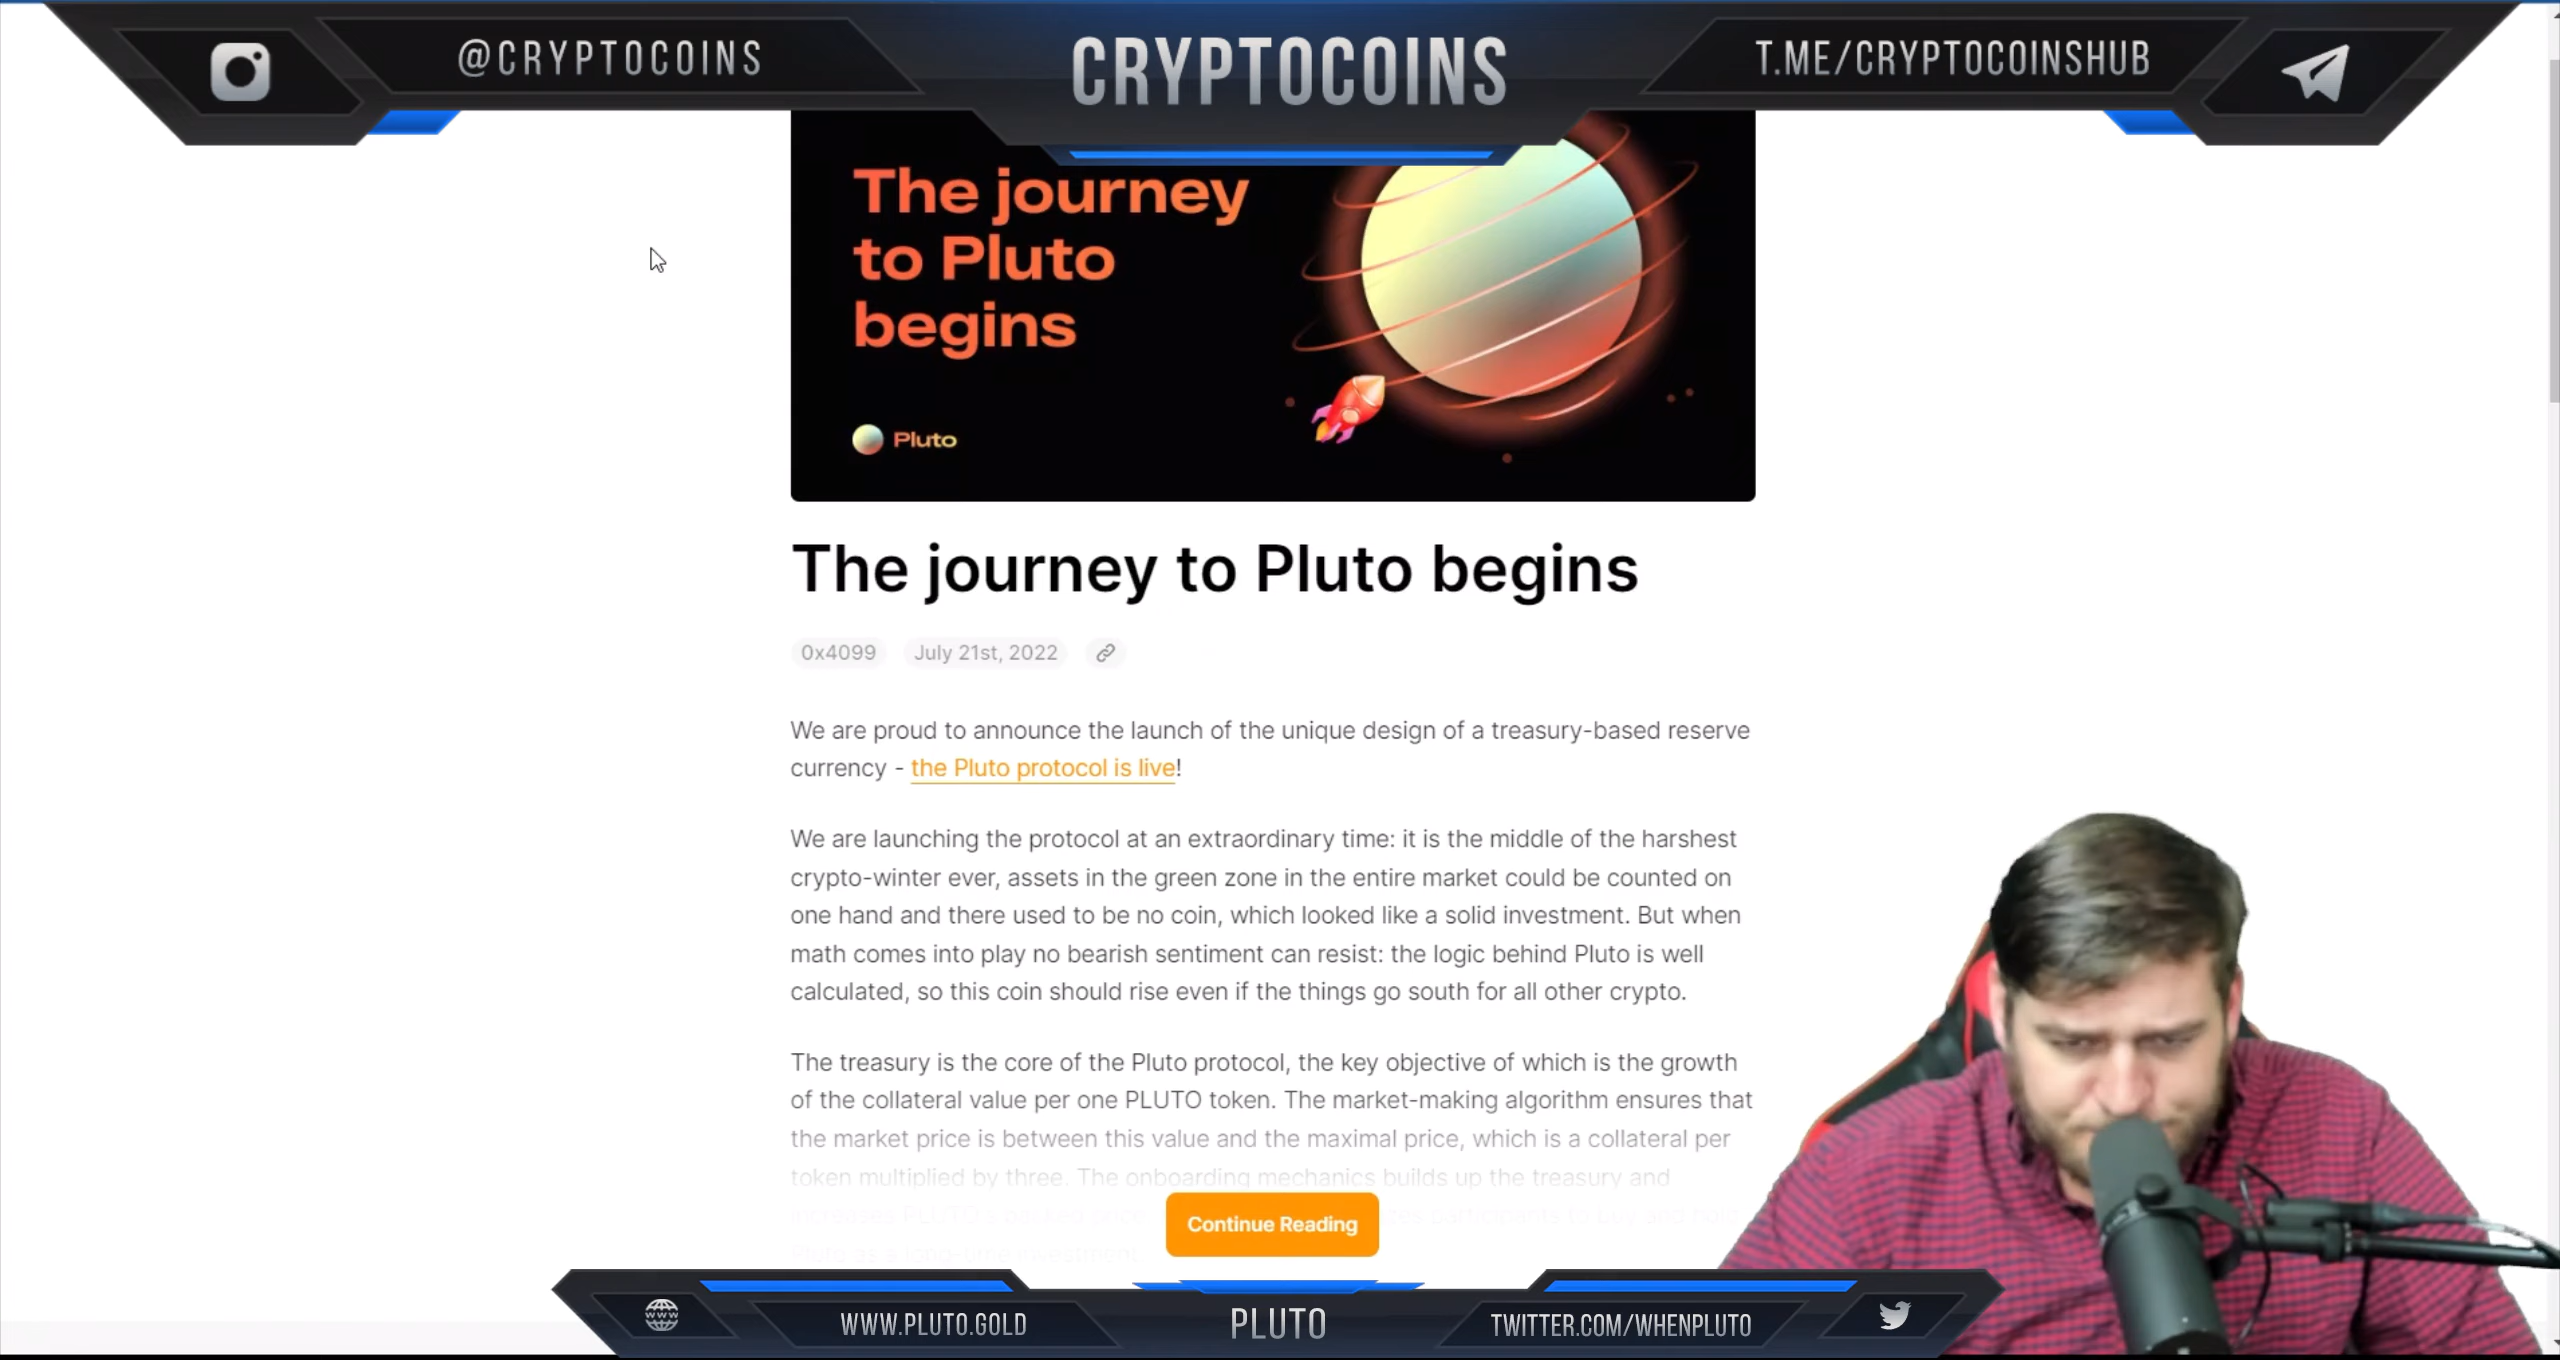 @CRYPTOCOINS
CRYPTOCOINS
T.ME/CRYPTOCOINSHUB
The journey
to Pluto
begins
Pluto
The journey to Pluto begins
0x4099 July 21st, 2022
We are proud to announce the launch of the unique design of a treasury-based reserve
currency - the Pluto protocol is live!
We are launching the protocol at an extraordinary time: it is the middle of the harshest
crypto-winter ever, assets in the green zone in the entire market could be counted on
one hand and there used to be no coin, which looked like a solid investment. But when
math comes into play no bearish sentiment can resist: the logic behind Pluto is well
calculated, so this coin should rise even if the things go south for all other crypto.
The treasury is the core of the Pluto protocol, the key objective of which is the growth
of the collateral value per one PLUTO token. The market-making algorithm ensures that
the market price is between this value and the maximal price, which is a collateral per
token multiplied by three. The onboarding mechanics builds up the treasury and
Continue Reading
WWW
WWW.PLUTO.GOLD
PLUTO
TWITTER.COM/WHENPLUTO